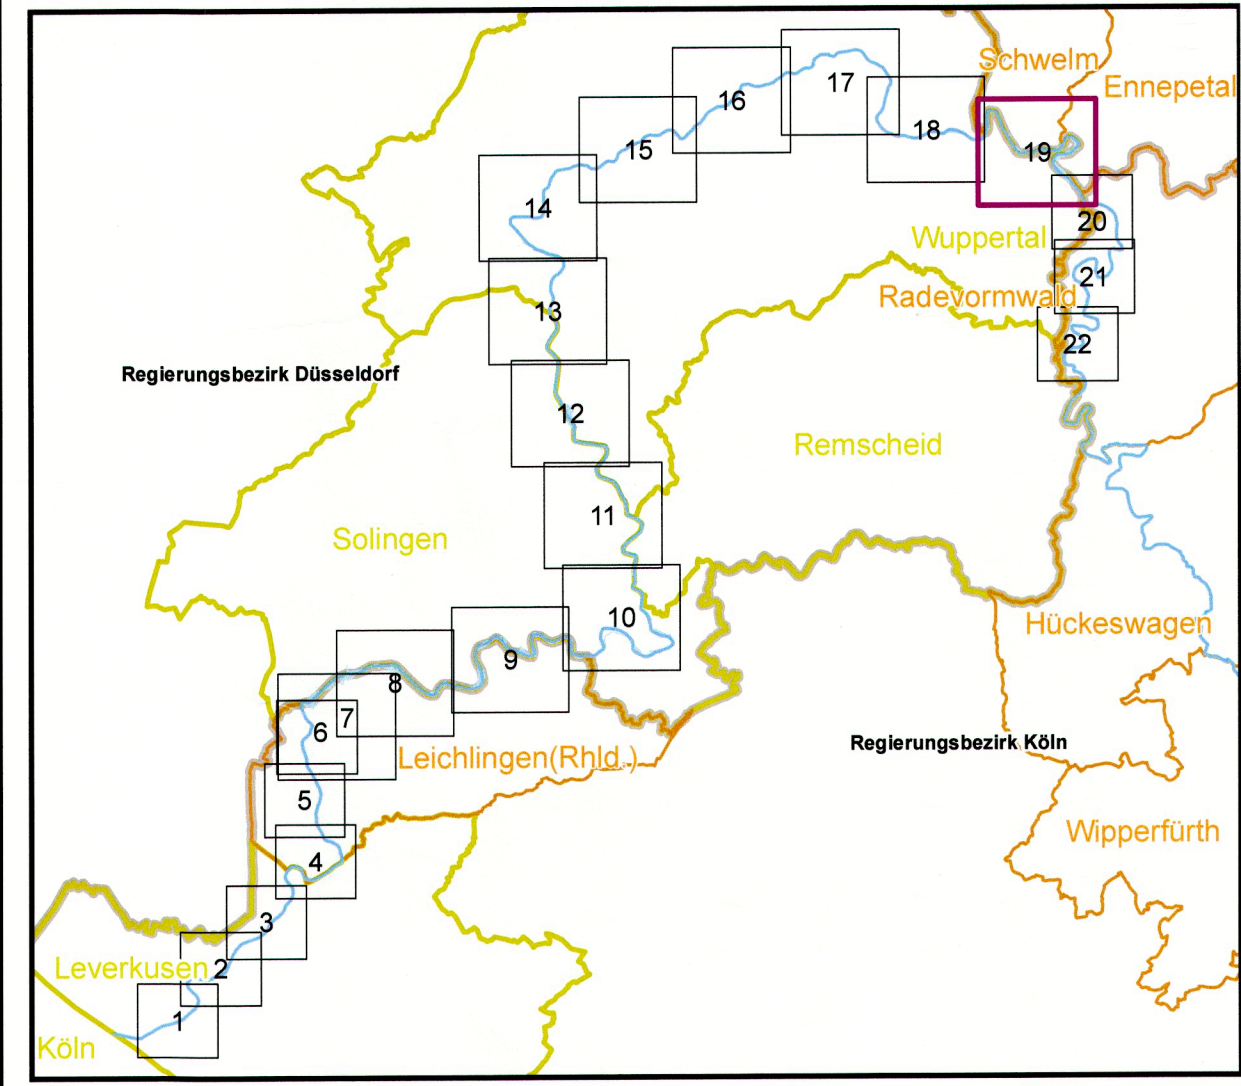 Schwelm
Ennepetal
17
16
18
15
19
14
20
Wuppertal
21
Radevormwald
13
22
Regierungsbezirk Düsseldorf
12
Remscheid
11
Solingen
10
Hückeswagen
9
8
7
6
Regierungsbezirk Köln
Leichlingen(Rhld.)
5
Wipperfürth
4
3
Leverkusen
2
1
Köln